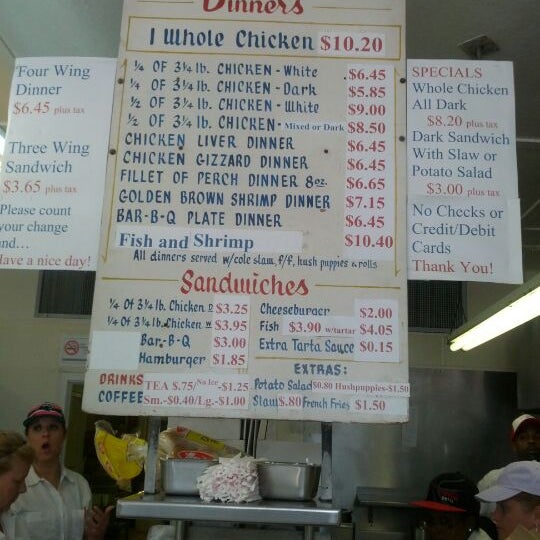 Dinners
1 Whole Chicken $10.20
¼ OF 3¼ lb. CHICKEN - White $6.45
¼ OF 3¼ lb. CHICKEN - Dark $5.85
½ OF 3¼ lb. CHICKEN - White $9.00
½ OF 3¼ lb. CHICKEN - Mixed or Dark $8.50
CHICKEN LIVER DINNER $6.45
CHICKEN GIZZARD DINNER $6.45
FILLET OF PERCH DINNER 8oz. $6.65
GOLDEN BROWN SHRIMP DINNER $7.15
BAR-B-Q PLATE DINNER $6.45
Fish and Shrimp $10.40
All dinners served w/cole slaw, f/f, hush puppies & rolls
Sandwiches
¼ Of 3¼ lb. Chicken D $3.25
¼ Of 3¼ lb. Chicken W $3.95
Bar-B-Q $3.00
Hamburger $1.85
Cheeseburger $2.00
Fish $3.90 w/tartar $4.05
Extra Tarta Sauce $0.15
DRINKS TEA $.75/No Ice -$1.25
COFFEE Sm.-$0.40/Lg.-$1.00
EXTRAS:
Potato Salad $0.80 Hushpuppies-$1.50
Slaw $.80 French Fries $1.50
Four Wing
Dinner
$6.45 plus tax
Three Wing
Sandwich
$3.65 plus tax
Please count
your change
and...
Have a nice day!
SPECIALS
Whole Chicken
All Dark
$8.20 plus tax
Dark Sandwich
With Slaw or
Potato Salad
$3.00 plus tax
No Checks or
Credit/Debit
Cards
Thank You!